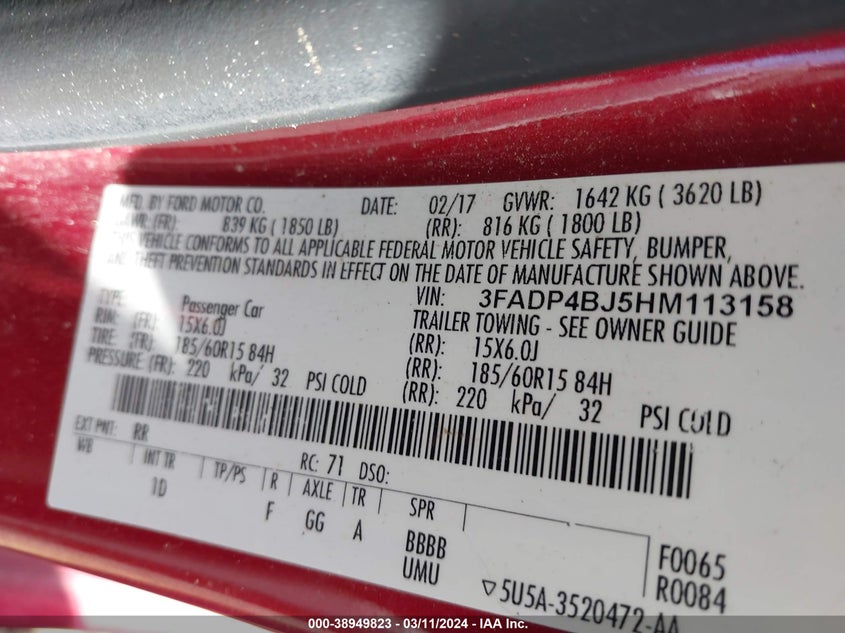 MFD. BY FORD MOTOR CO. DATE: 02/17 GVWR: 1642 KG ( 3620 LB)
GAWR: (FR): 839 KG ( 1850 LB) (RR): 816 KG ( 1800 LB)
THIS VEHICLE CONFORMS TO ALL APPLICABLE FEDERAL MOTOR VEHICLE SAFETY, BUMPER,
AND THEFT PREVENTION STANDARDS IN EFFECT ON THE DATE OF MANUFACTURE SHOWN ABOVE.
VIN: 3FADP4BJ5HM113158
TYPE: Passenger Car TRAILER TOWING - SEE OWNER GUIDE
RIM: (FR): 15X6.0J (RR): 15X6.0J
TIRE: (FR): 185/60R15 84H (RR): 185/60R15 84H
PRESSURE: (FR): 220 kPa/ 32 PSI COLD (RR): 220 kPa/ 32 PSI COLD
EXT PNT: RR RC: 71 DSO:
WB INT TR TP/PS R AXLE TR SPR
1D F GG A BBBB F0065
UMU R0084
▽5U5A-3520472-AA
000-38949823 - 03/11/2024 - IAA Inc.